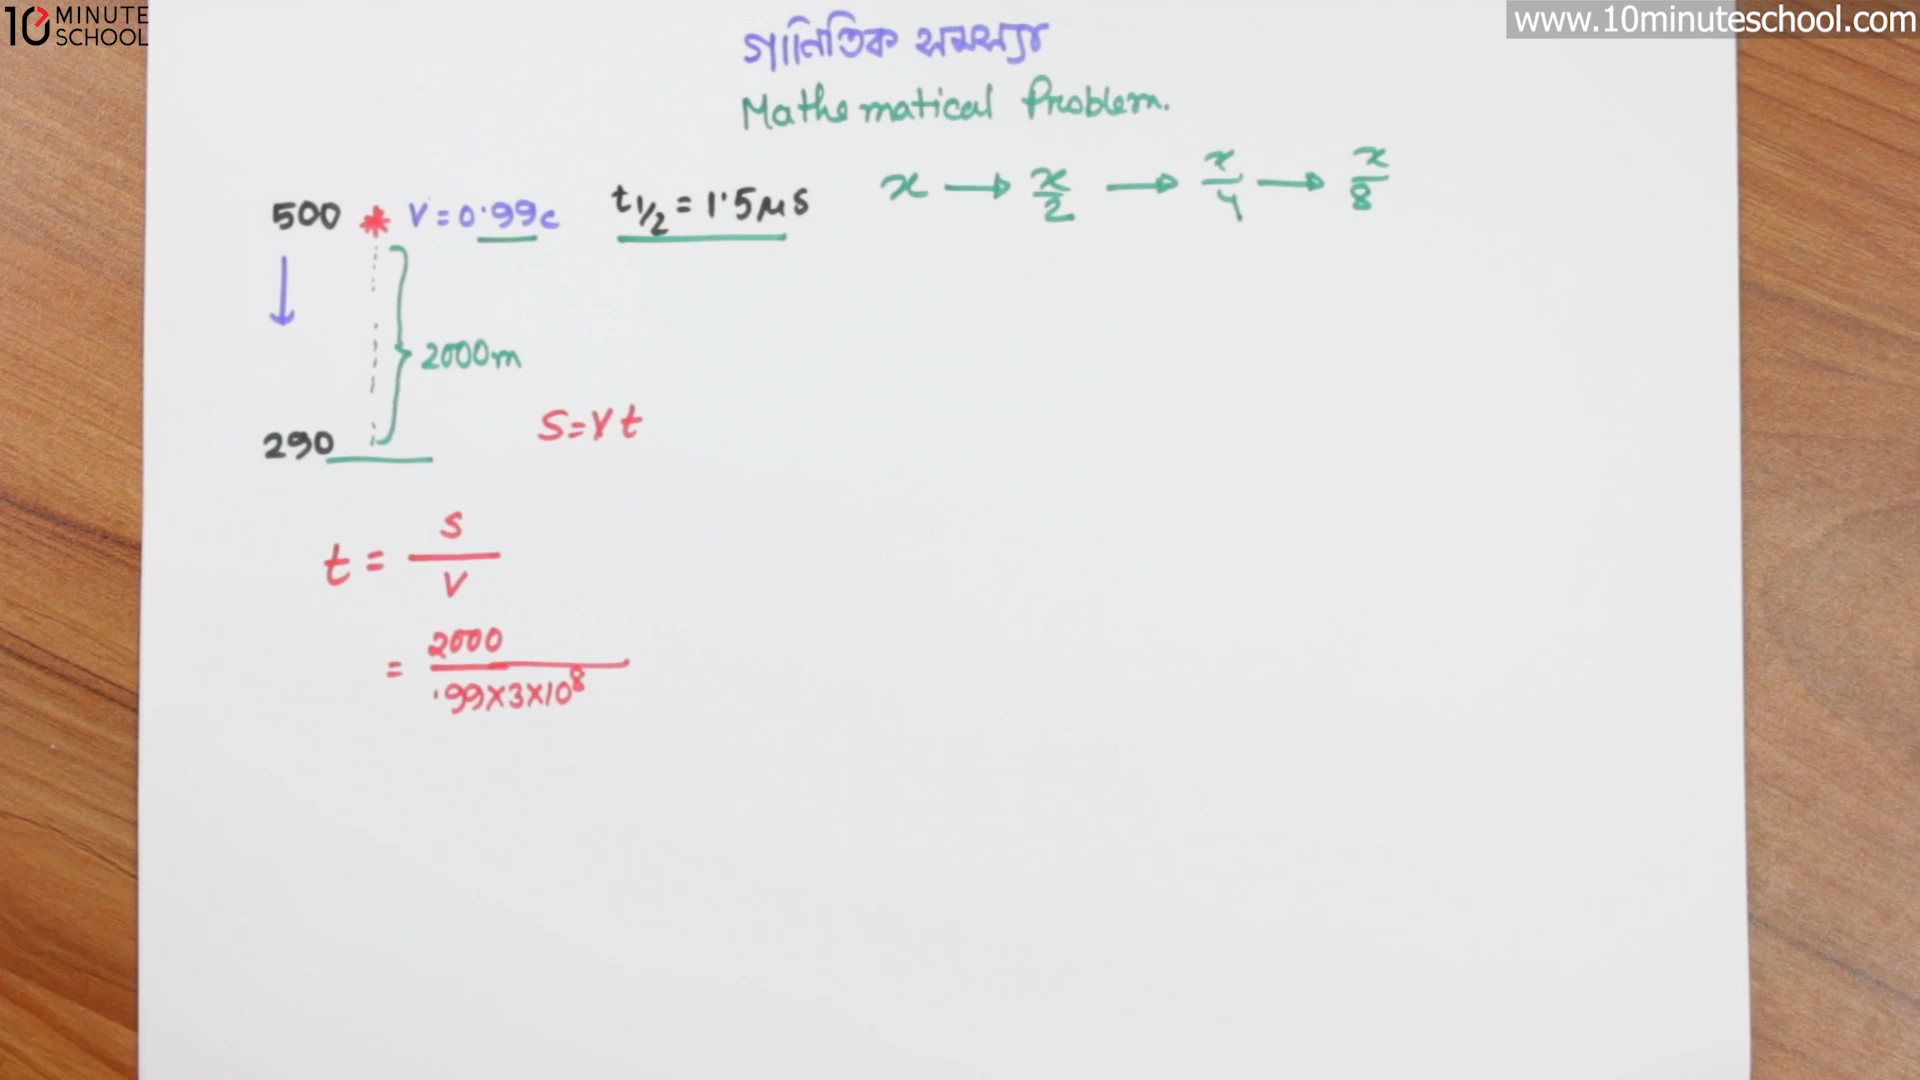 10 MINUTE SCHOOL
www.10minuteschool.com
গানিতিক সমস্যা
Mathematical Problem.
500 * V = 0.99c t½ = 1.5μs x → x/2 → x/4 → x/8
2000m
290
S = Vt
t = S/V
= 2000/.99×3×10⁸